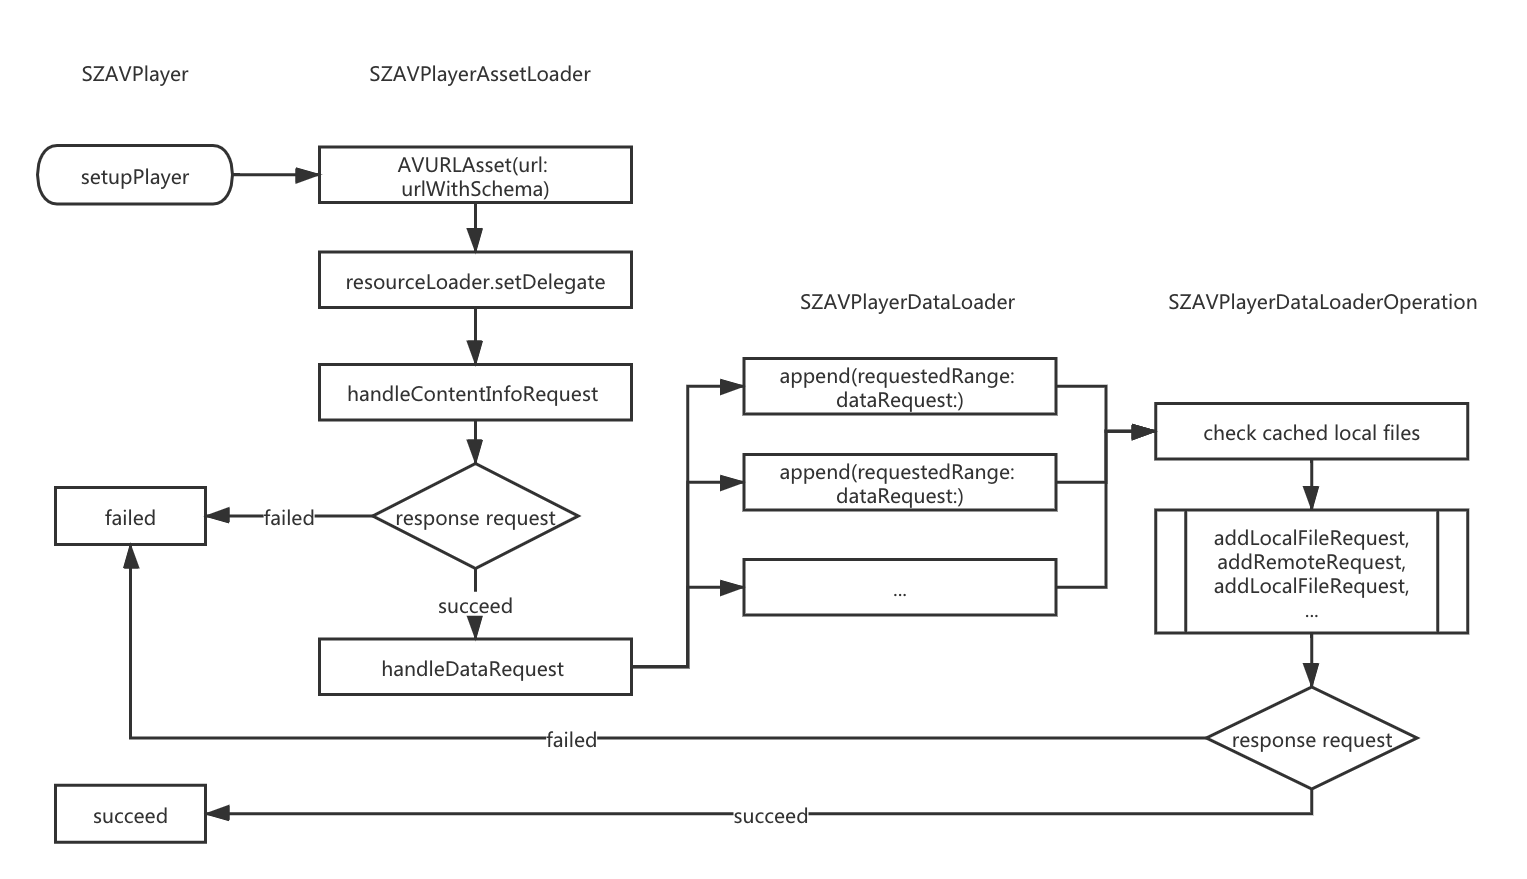 SZAVPlayer
SZAVPlayerAssetLoader
setupPlayer
AVURLAsset(url:
urlWithSchema)
resourceLoader.setDelegate
SZAVPlayerDataLoader
SZAVPlayerDataLoaderOperation
handleContentInfoRequest
append(requestedRange:
dataRequest:)
check cached local files
append(requestedRange:
dataRequest:)
failed
failed
response request
addLocalFileRequest,
addRemoteRequest,
addLocalFileRequest,
...
...
succeed
handleDataRequest
failed
response request
succeed
succeed